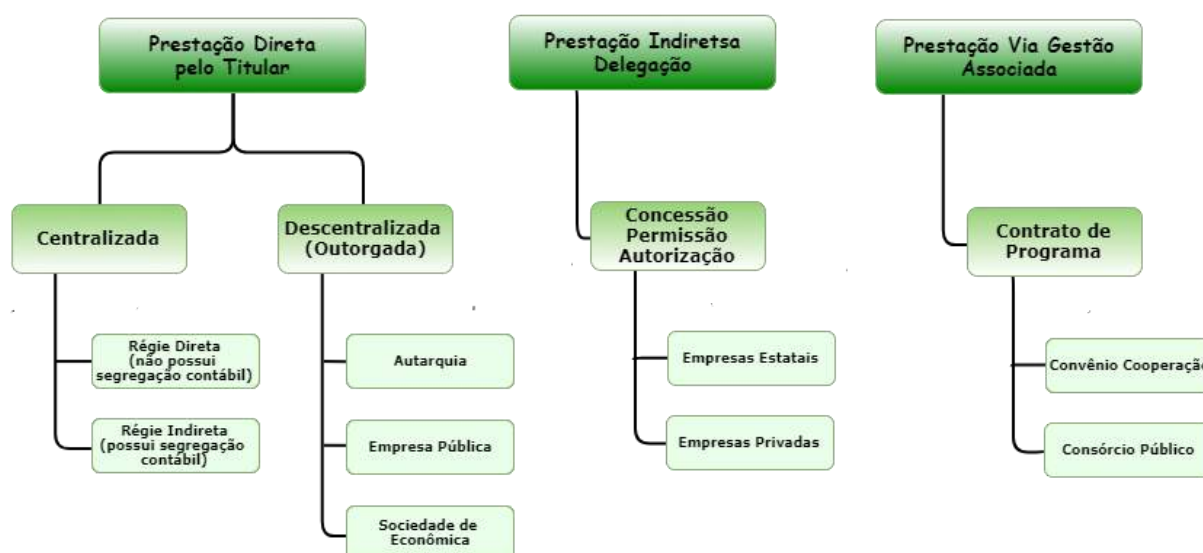 Prestação Direta
pelo Titular
Centralizada
Régie Direta
(não possui
segregação contábil)
Régie Indireta
(possui segregação
contábil)
Descentralizada
(Outorgada)
Autarquia
Empresa Pública
Sociedade de
Econômica
Prestação Indiretsa
Delegação
Concessão
Permissão
Autorização
Empresas Estatais
Empresas Privadas
Prestação Via Gestão
Associada
Contrato de
Programa
Convênio Cooperação
Consórcio Público